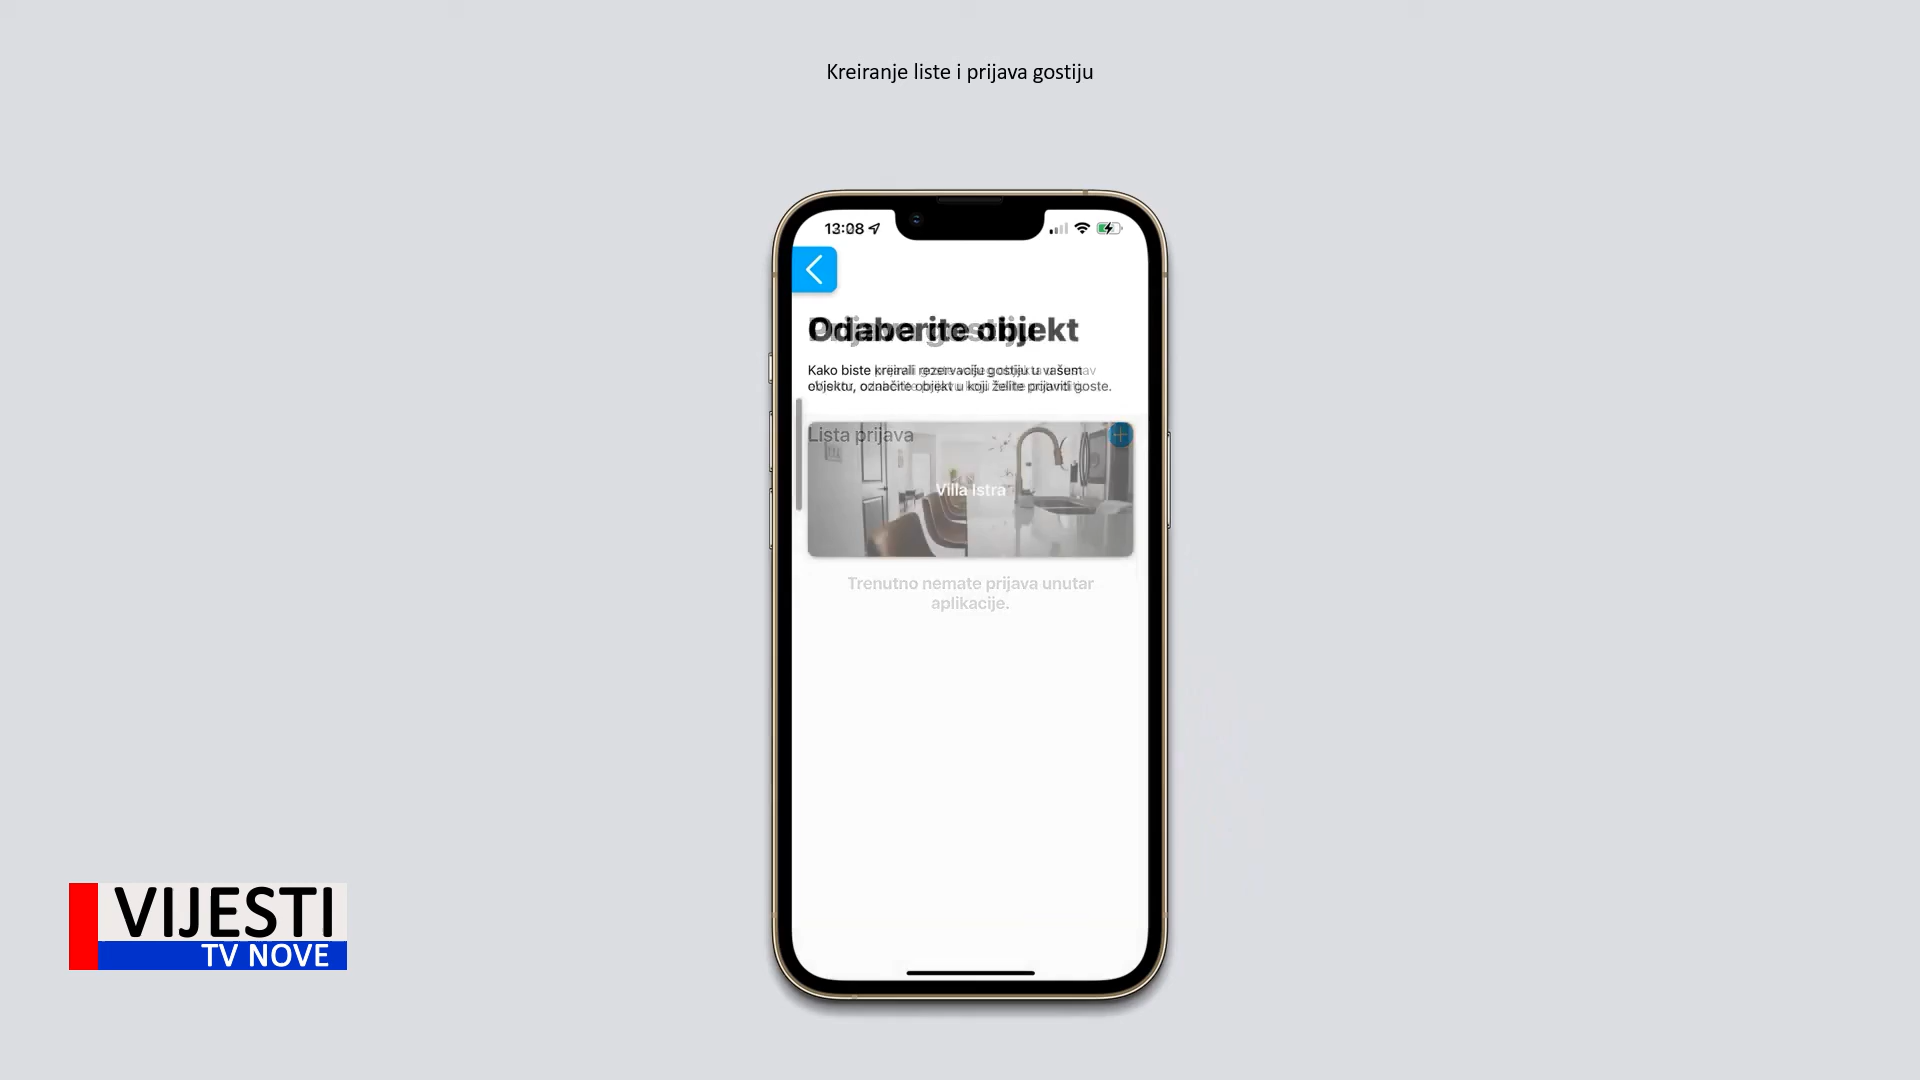 Kreiranje liste i prijava gostiju
13:08
Odaberite objekt
Kako biste kreirali rezervaciju gostiju u vašem
objektu, označite objekt u koji želite prijaviti goste.
Lista prijava
Villa Istra
Trenutno nemate prijava unutar
aplikacije.
VIJESTI
TV NOVE